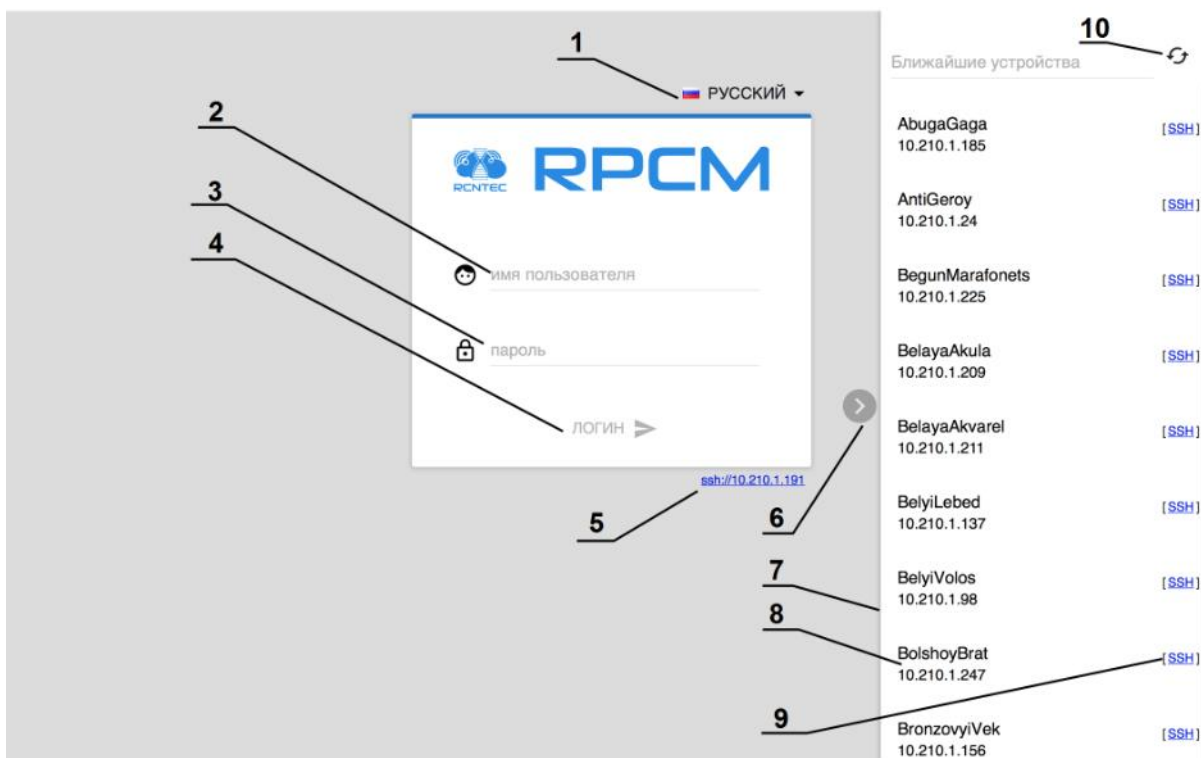 1
РУССКИЙ
2
RCNTEC
RPCM
3
4
имя пользователя
пароль
ЛОГИН
ssh://10.210.1.191
5
6
7
8
9
10
Ближайшие устройства
AbugaGaga
[SSH]
10.210.1.185
AntiGeroy
[SSH]
10.210.1.24
BegunMarafonets
[SSH]
10.210.1.225
BelayaAkula
[SSH]
10.210.1.209
BelayaAkvarel
[SSH]
10.210.1.211
BelyiLebed
[SSH]
10.210.1.137
BelyiVolos
[SSH]
10.210.1.98
BolshoyBrat
[SSH]
10.210.1.247
BronzovyiVek
[SSH]
10.210.1.156